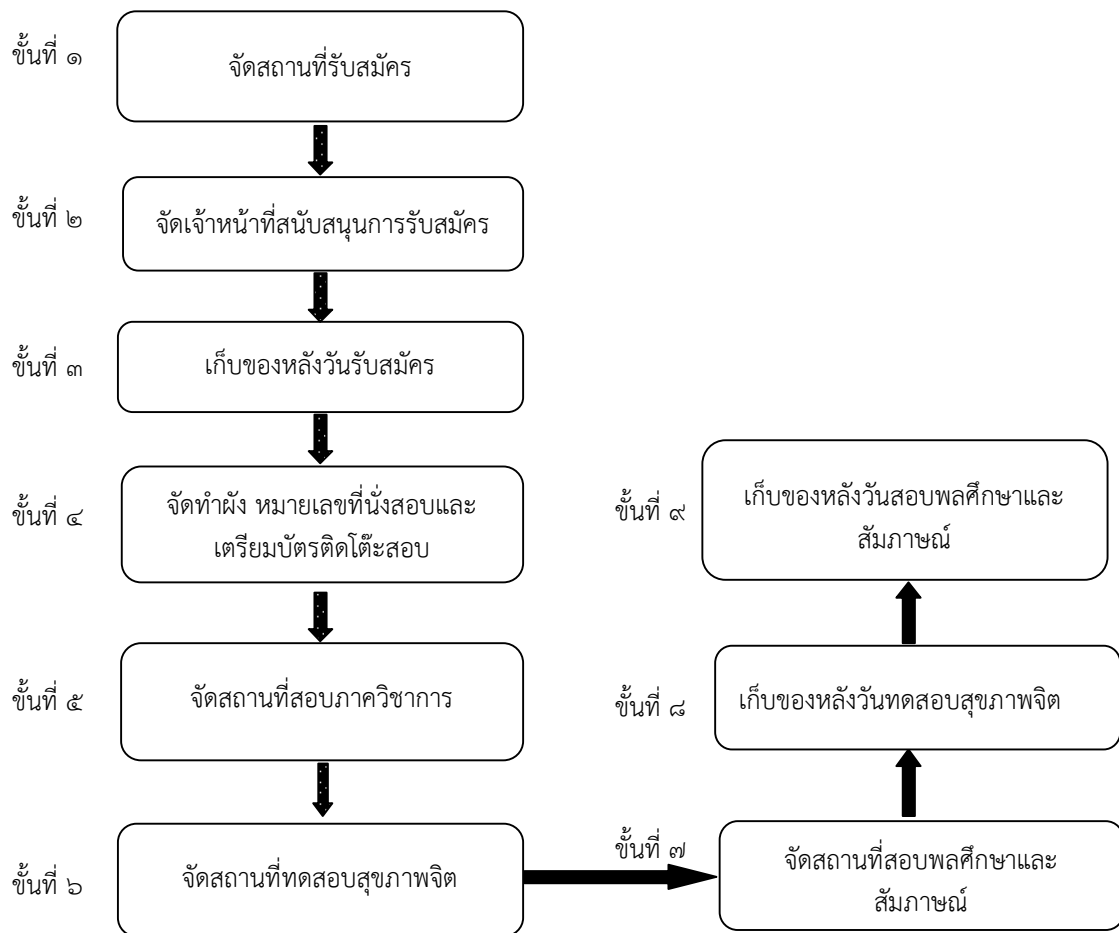 ขั้นที่ ๑
จัดสถานที่รับสมัคร
ขั้นที่ ๒
จัดเจ้าหน้าที่สนับสนุนการรับสมัคร
ขั้นที่ ๓
เก็บของหลังวันรับสมัคร
ขั้นที่ ๔
จัดทำผัง หมายเลขที่นั่งสอบและ
เตรียมบัตรติดโต๊ะสอบ
ขั้นที่ ๕
จัดสถานที่สอบภาควิชาการ
ขั้นที่ ๖
จัดสถานที่ทดสอบสุขภาพจิต
ขั้นที่ ๗
จัดสถานที่สอบพลศึกษาและ
สัมภาษณ์
ขั้นที่ ๘
เก็บของหลังวันทดสอบสุขภาพจิต
ขั้นที่ ๙
เก็บของหลังวันสอบพลศึกษาและ
สัมภาษณ์